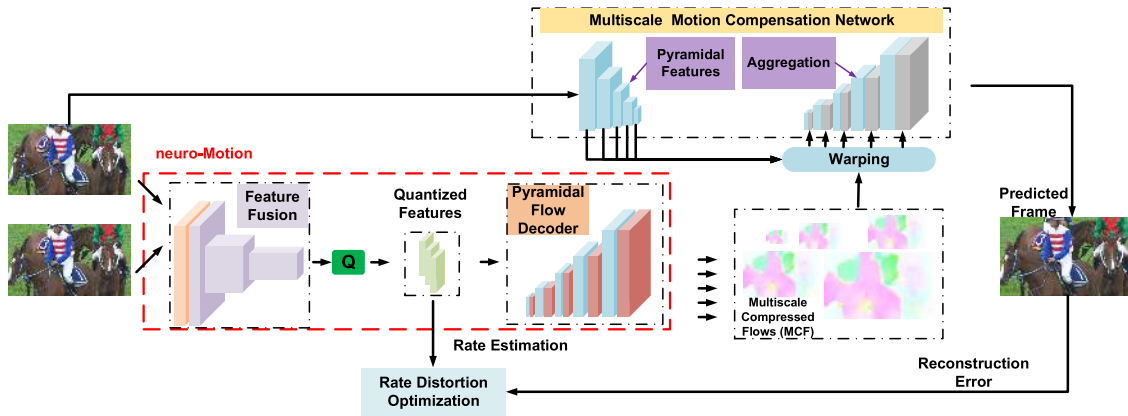 Multiscale Motion Compensation Network
Pyramidal
Features
Aggregation
neuro-Motion
Warping
Feature
Fusion
Quantized
Features
Pyramidal
Flow
Decoder
Predicted
Frame
Q
Multiscale
Compressed
Flows (MCF)
Rate Estimation
Reconstruction
Error
Rate Distortion
Optimization